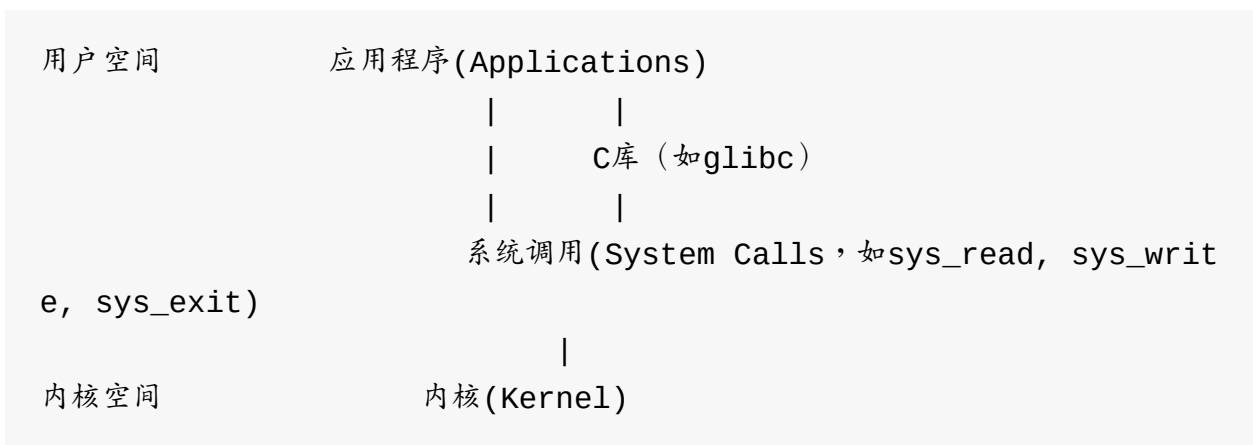 用户空间 应用程序(Applications)
| |
| C库（如glibc）
| |
系统调用(System Calls，如sys_read, sys_writ
e, sys_exit)
|
内核空间 内核(Kernel)